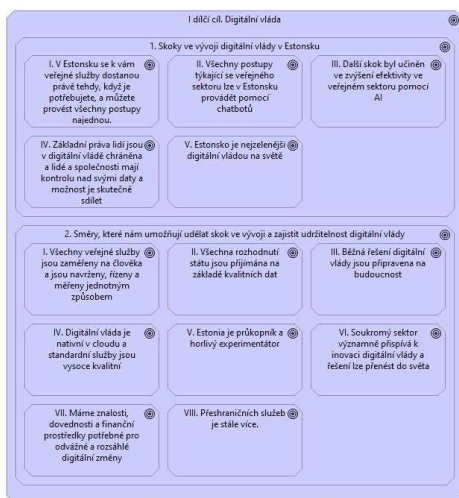 I dílčí cíl. Digitální vláda
1. Skoky ve vývoji digitální vlády v Estonsku
I. V Estonsku se k vám
veřejné služby dostanou
právě tehdy, když je
potřebujete, a můžete
provést všechny postupy
najednou.
II. Všechny postupy
týkající se veřejného
sektoru lze v Estonsku
provádět pomocí
chatbotů
III. Další skok byl učiněn
ve zvýšení efektivity ve
veřejném sektoru pomocí
AI
IV. Základní práva lidí jsou
v digitální vládě chráněna
a lidé a společnosti mají
kontrolu nad svými daty a
možnost je skutečně
sdílet
V. Estonsko je nejzelenější
digitální vládou na světě
2. Směry, které nám umožňují udělat skok ve vývoji a zajistit udržitelnost digitální vlády
I. Všechny veřejné služby
jsou zaměřeny na člověka
a jsou navrženy, řízeny a
měřeny jednotným
způsobem
II. Všechna rozhodnutí
státu jsou přijímána na
základě kvalitních dat
III. Běžná řešení digitální
vlády jsou připravena na
budoucnost
IV. Digitální vláda je
nativní v cloudu a
standardní služby jsou
vysoce kvalitní
V. Estonia je průkopník a
horlivý experimentátor
VI. Soukromý sektor
významně přispívá k
inovaci digitální vlády a
řešení lze přenést do světa
VII. Máme znalosti,
dovednosti a finanční
prostředky potřebné pro
odvážné a rozsáhlé
digitální změny
VIII. Přeshraničních služeb
je stále více.